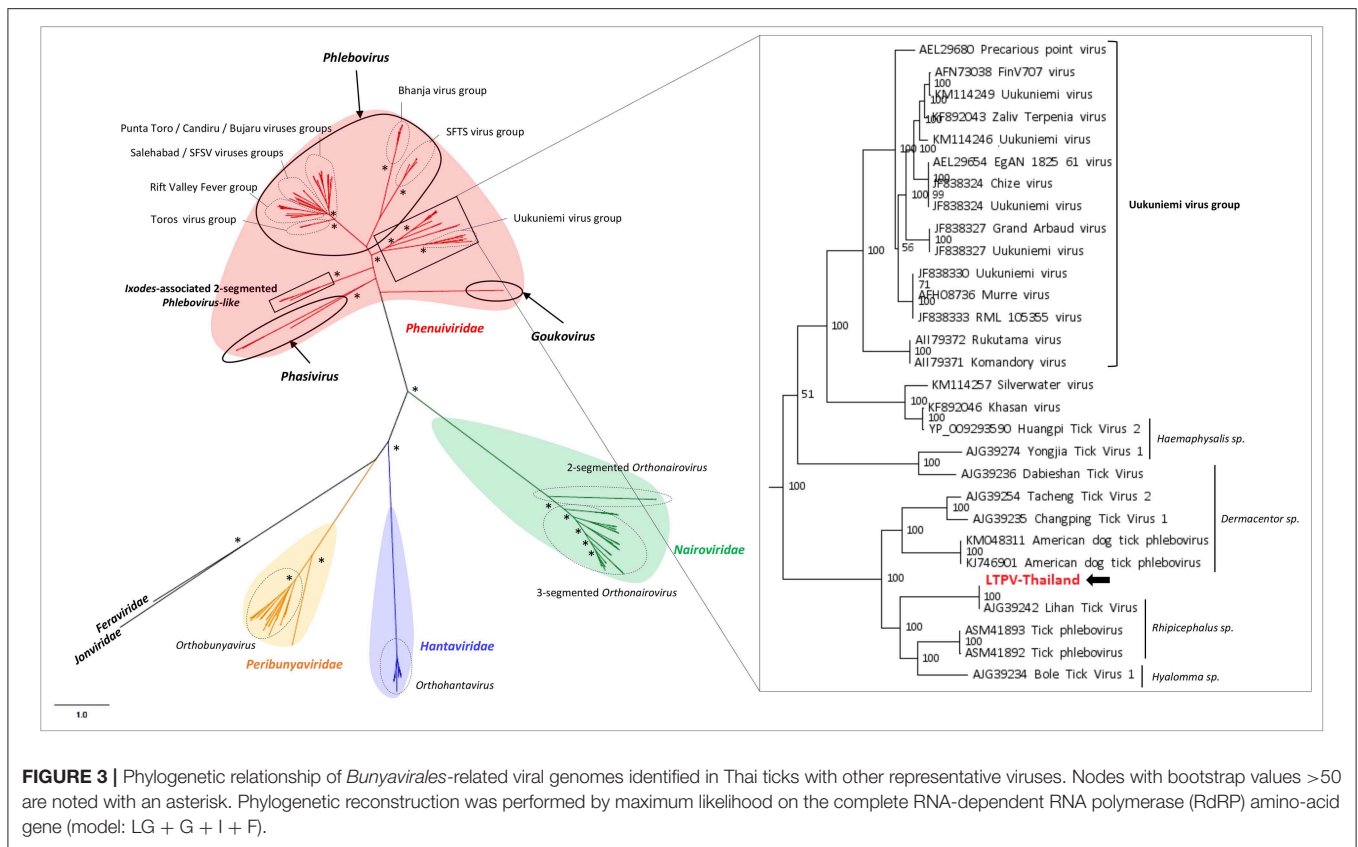 Phlebovirus
Bhanja virus group
Punta Toro / Candiru / Bujaru viruses groups
SFTS virus group
Salehabad / SFSV viruses groups
Rift Valley Fever group
Toros virus group
Uukuniemi virus group
*
*
*
*
*
*
*
*
*
Ixodes-associated 2-segmented
Phlebovirus-like
Phenuiviridae
Goukovirus
Phasivirus
*
*
2-segmented Orthonairovirus
*
*
*
*
*
Nairoviridae
3-segmented Orthonairovirus
*
Feraviridae
Jonviridae
*
*
Orthobunyavirus
Peribunyaviridae
Hantaviridae
Orthohantavirus
1.0
AEL29680 Precarious point virus
AFN73038 FinV707 virus
100
KM114249 Uukuniemi virus
100
KF892043 Zaliv Terpenia virus
100
KM114246 Uukuniemi virus
100 100
AEL29654 EgAN 1825 61 virus
100
JF838324 Chize virus
100 99
JF838324 Uukuniemi virus
Uukuniemi virus group
JF838327 Grand Arbaud virus
100
56
JF838327 Uukuniemi virus
100
JF838330 Uukuniemi virus
71
AFH08736 Murre virus
100
JF838333 RML 105355 virus
100
AII79372 Rukutama virus
100
AII79371 Komandory virus
KM114257 Silverwater virus
51
100
KF892046 Khasan virus
100
YP_009293590 Huangpi Tick Virus 2
Haemaphysalis sp.
AJG39274 Yongjia Tick Virus 1
100
AJG39236 Dabieshan Tick Virus
100
AJG39254 Tacheng Tick Virus 2
100
AJG39235 Changping Tick Virus 1
Dermacentor sp.
100
KM048311 American dog tick phlebovirus
100
KJ746901 American dog tick phlebovirus
100
LTPV-Thailand
100
AJG39242 Lihan Tick Virus
100
ASM41893 Tick phlebovirus
Rhipicephalus sp.
100
ASM41892 Tick phlebovirus
100
AJG39234 Bole Tick Virus 1
Hyalomma sp.
FIGURE 3 | Phylogenetic relationship of Bunyavirales-related viral genomes identified in Thai ticks with other representative viruses. Nodes with bootstrap values >50
are noted with an asterisk. Phylogenetic reconstruction was performed by maximum likelihood on the complete RNA-dependent RNA polymerase (RdRP) amino-acid
gene (model: LG + G + I + F).